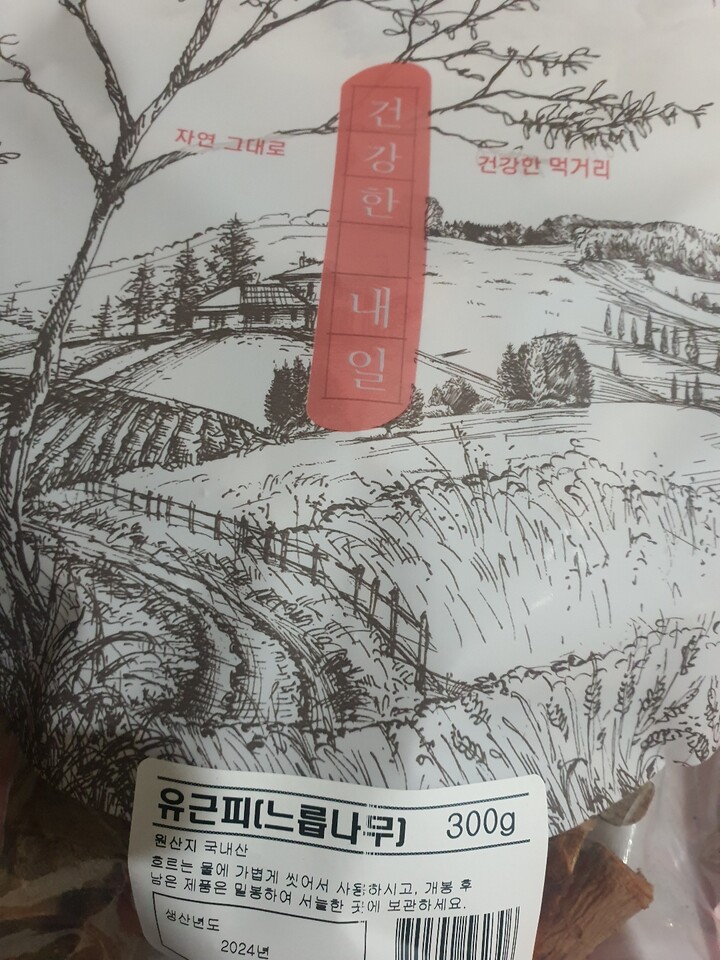 자연 그대로
건강한 내일
건강한 먹거리
유근피(느릅나무) 300g
원산지 국내산
흐르는 물에 가볍게 씻어서 사용하시고, 개봉 후
남은 제품은 밀봉하여 서늘한 곳에 보관하세요.
생산년도
2024년